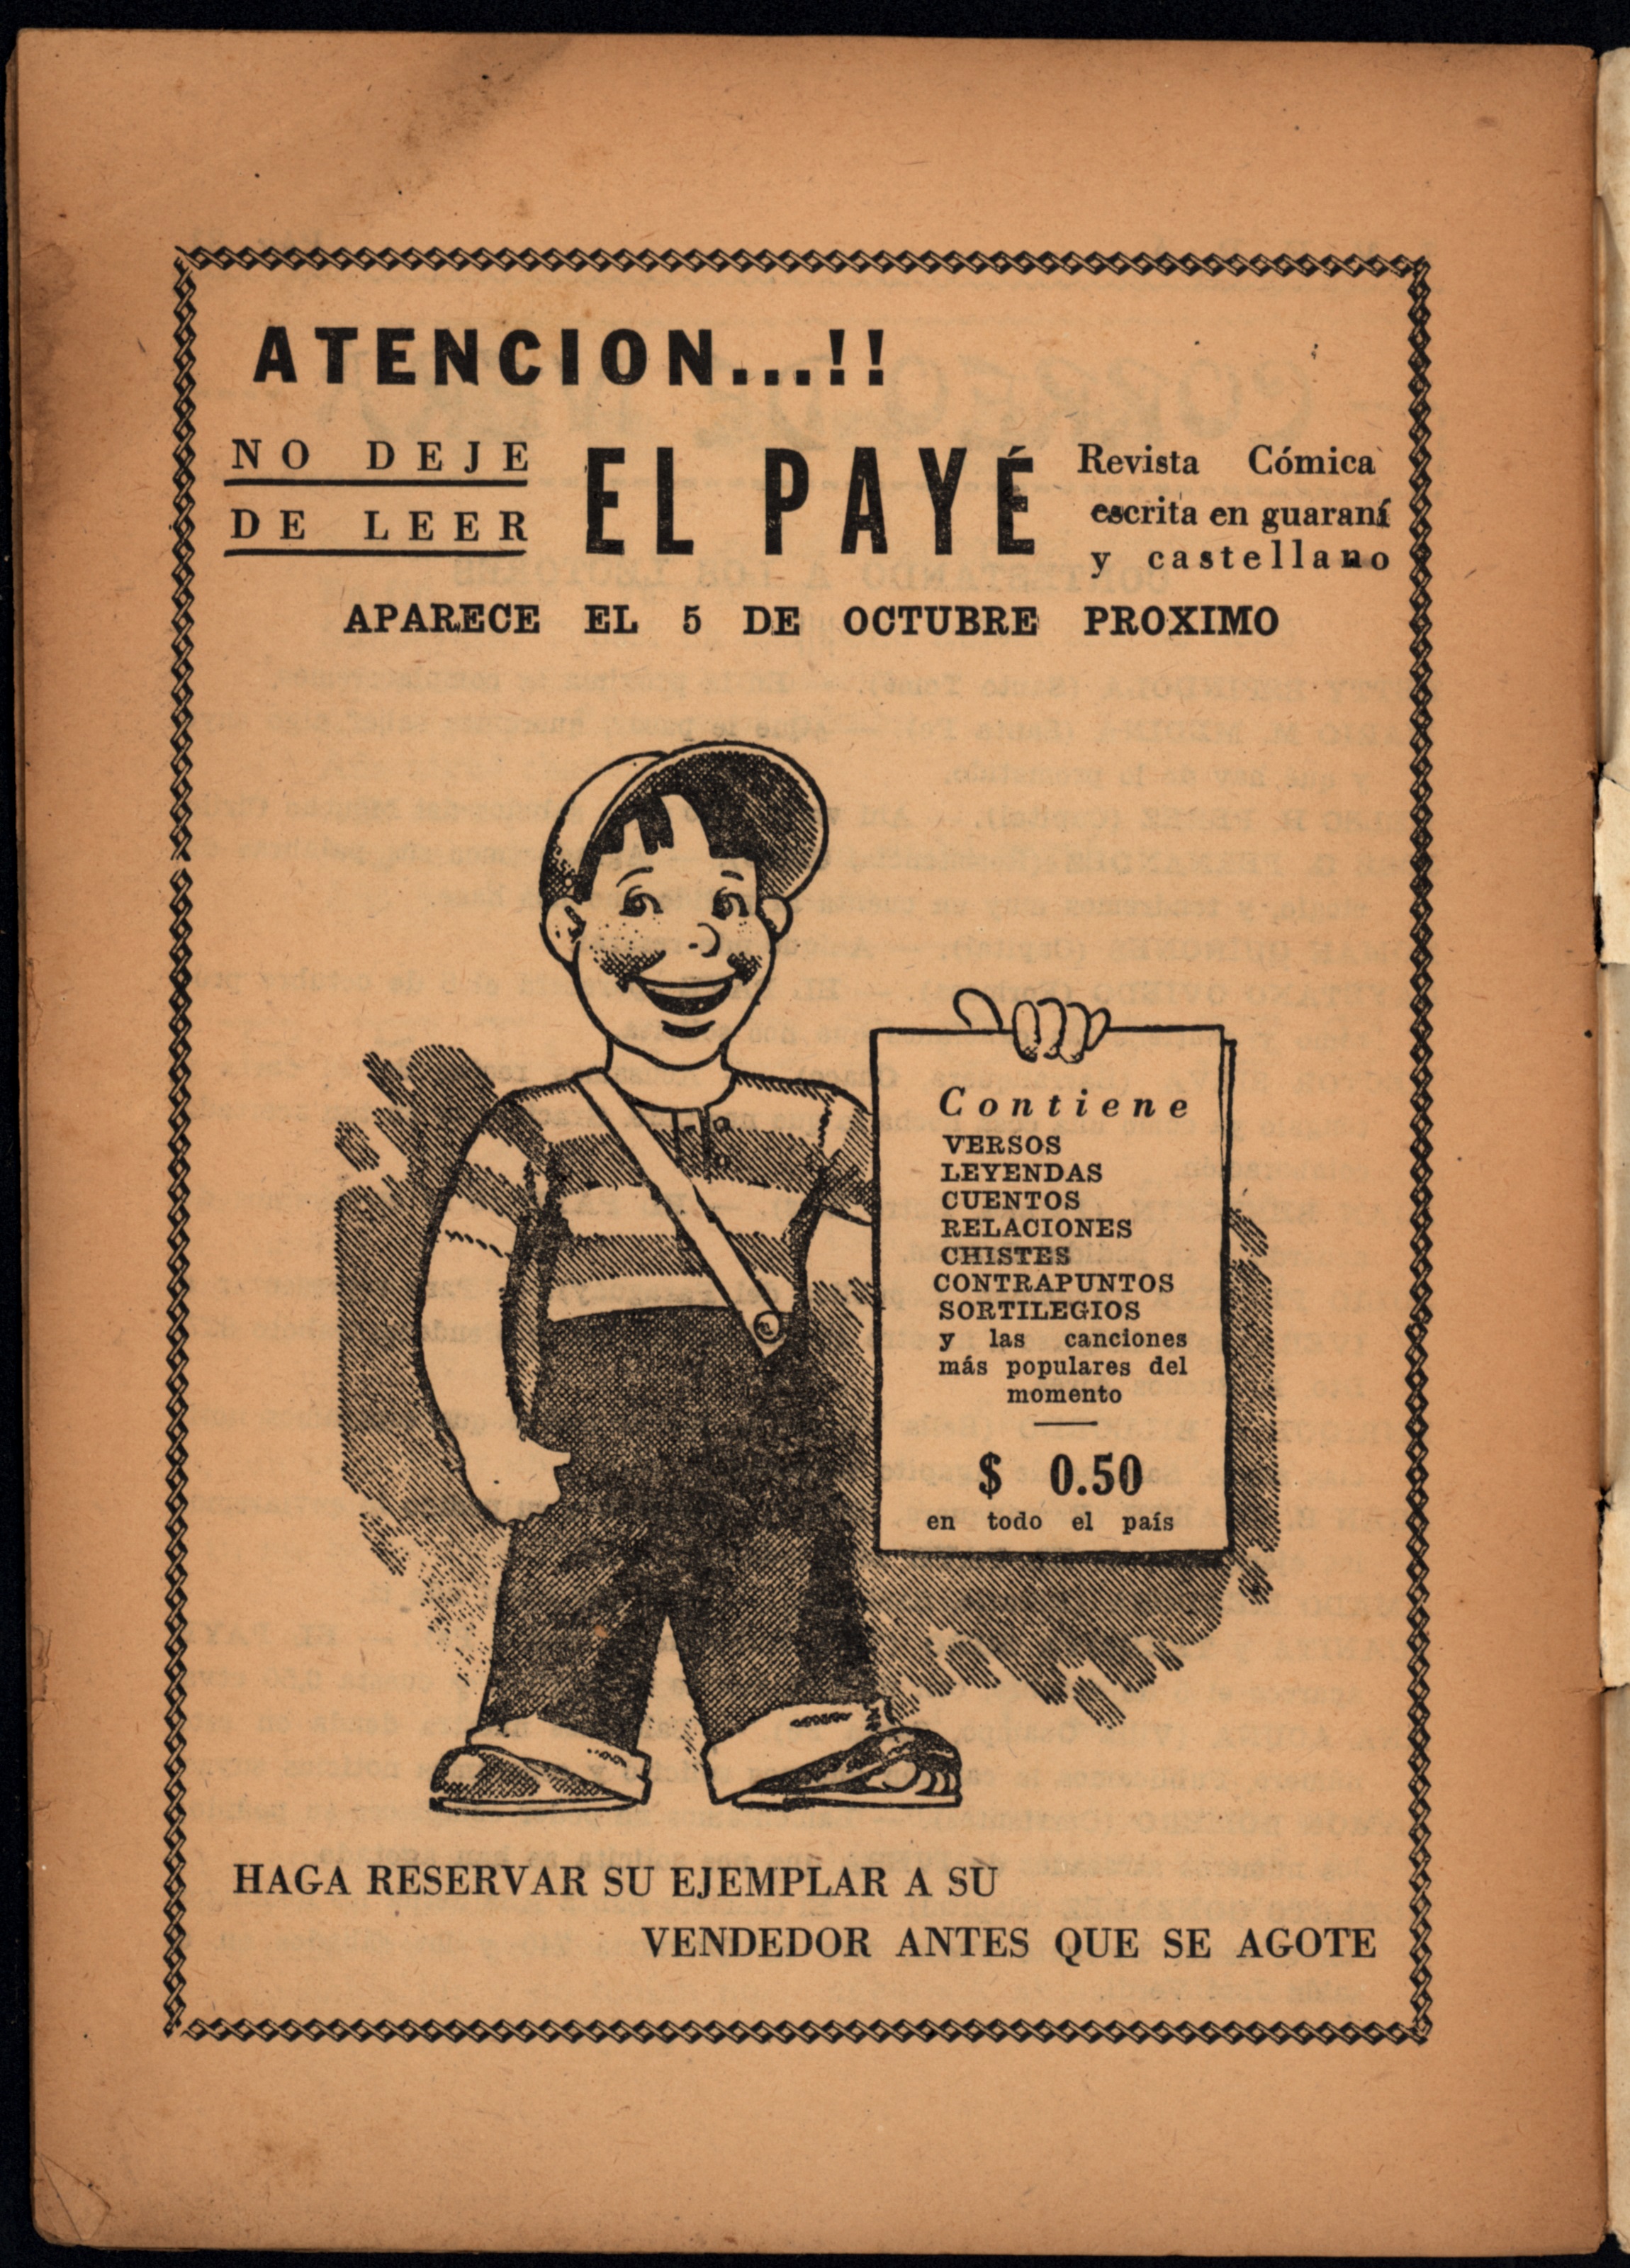 ATENCION...!!
NO DEJE
DE LEER
EL PAYÉ
Revista Cómica
escrita en guaraní
y castellano
APARECE EL 5 DE OCTUBRE PROXIMO
Contiene
VERSOS
LEYENDAS
CUENTOS
RELACIONES
CHISTES
CONTRAPUNTOS
SORTILEGIOS
y las canciones
más populares del
momento
$ 0.50
en todo el país
HAGA RESERVAR SU EJEMPLAR A SU
VENDEDOR ANTES QUE SE AGOTE